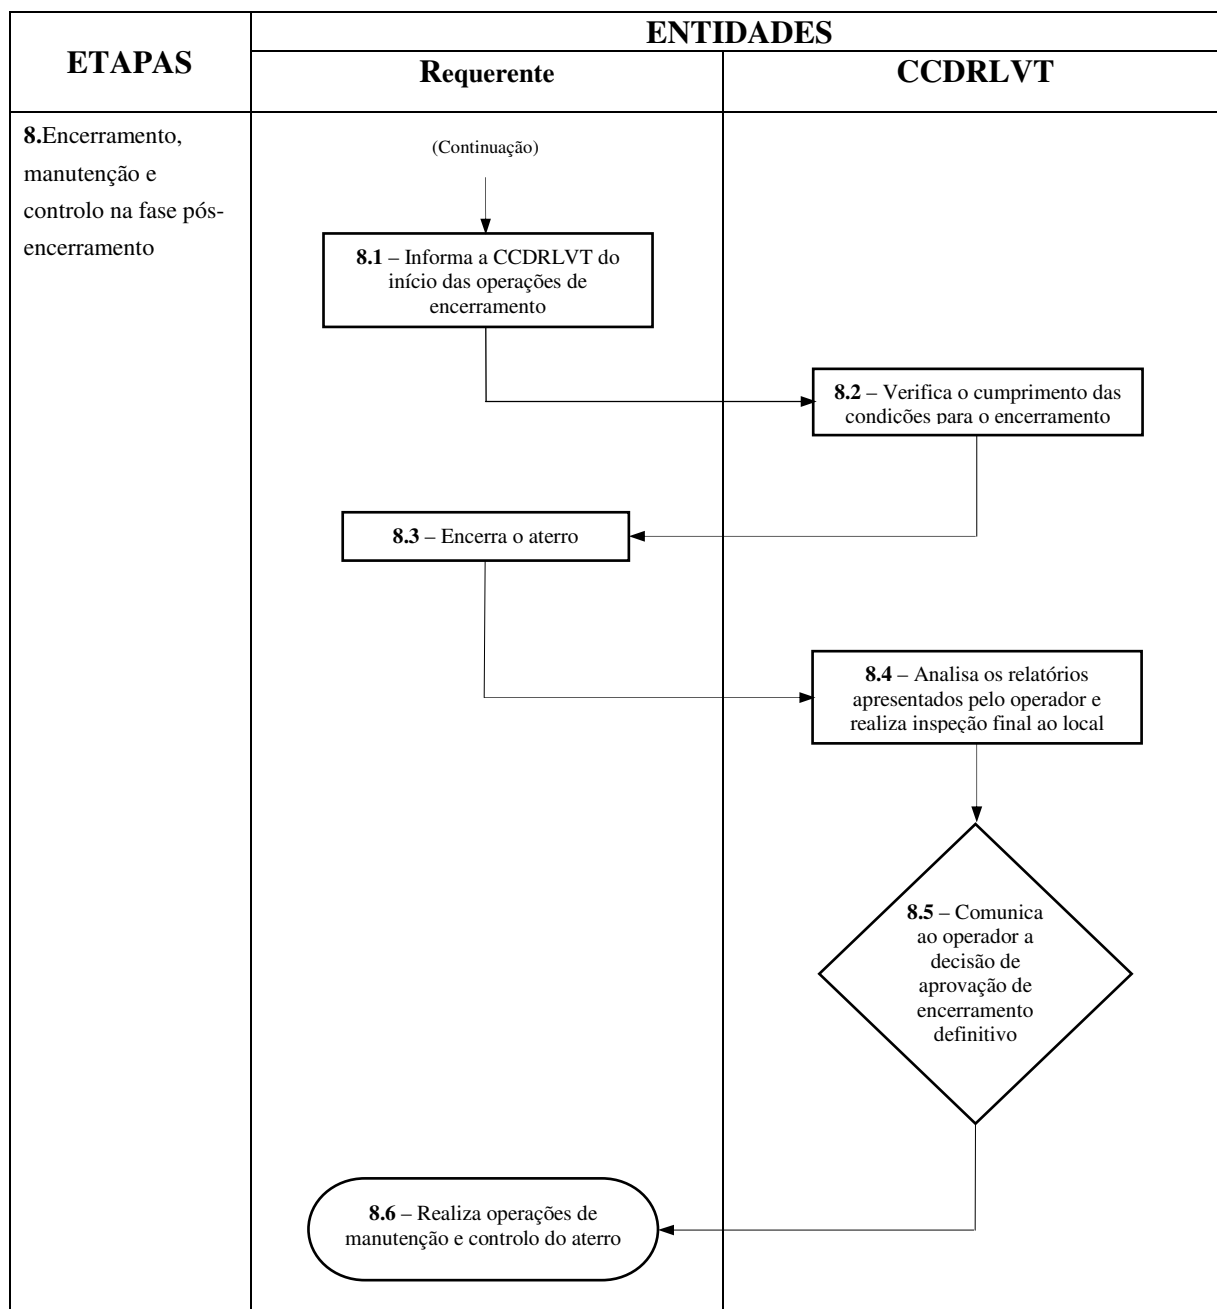 ETAPAS
ENTIDADES
Requerente
CCDRLVT
8.Encerramento,
manutenção e
controlo na fase pós-
encerramento
(Continuação)
8.1 – Informa a CCDRLVT do
início das operações de
encerramento
8.2 – Verifica o cumprimento das
condições para o encerramento
8.3 – Encerra o aterro
8.4 – Analisa os relatórios
apresentados pelo operador e
realiza inspeção final ao local
8.5 – Comunica
ao operador a
decisão de
aprovação de
encerramento
definitivo
8.6 – Realiza operações de
manutenção e controlo do aterro